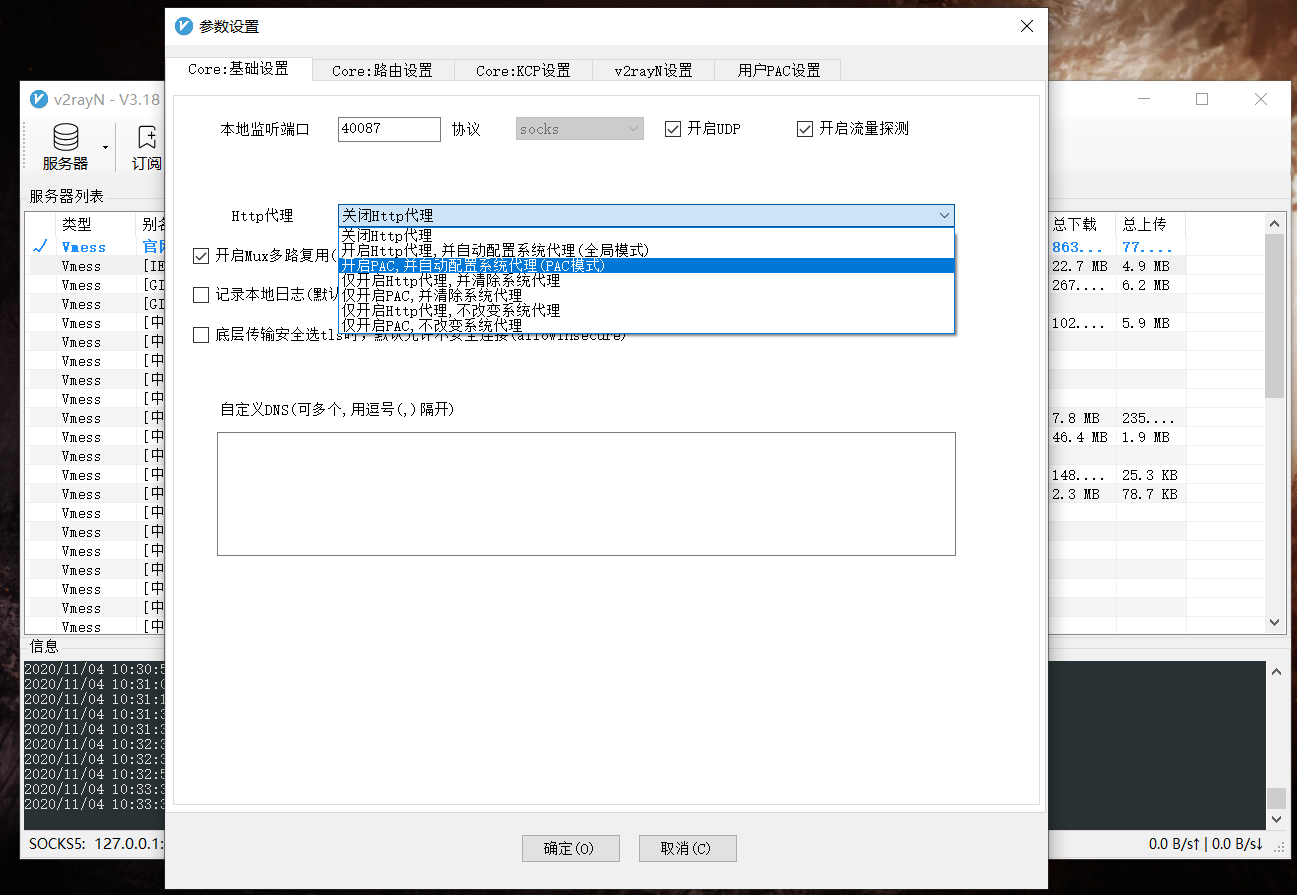 参数设置
Core:基础设置
Core:路由设置
Core:KCP设置
v2rayN设置
用户PAC设置
v2rayN - V3.18
服务器
订阅
服务器列表
类型
别名
总下载
总上传
本地监听端口
40087
协议
socks
开启UDP
开启流量探测
Http代理
关闭Http代理
关闭Http代理
开启Http代理,并自动配置系统代理(全局模式)
开启PAC,并自动配置系统代理(PAC模式)
仅开启Http代理,并清除系统代理
仅开启PAC,并清除系统代理
仅开启Http代理,不改变系统代理
仅开启PAC,不改变系统代理
开启Mux多路复用(
记录本地日志(默认
底层传输安全选tls时，默认允许不安全连接(allowInsecure)
自定义DNS(可多个,用逗号(,)隔开)
Vmess 官网 863... 77....
Vmess [IE 22.7 MB 4.9 MB
Vmess [GI 267.... 6.2 MB
Vmess [GI
Vmess [中 102.... 5.9 MB
Vmess [中
Vmess [中
Vmess [中
Vmess [中
Vmess [中 7.8 MB 235....
Vmess [中 46.4 MB 1.9 MB
Vmess [中
Vmess [中 148.... 25.3 KB
Vmess [中 2.3 MB 78.7 KB
Vmess [中
Vmess [中
Vmess [中
Vmess [中
Vmess [中
Vmess [中
Vmess [中
信息
2020/11/04 10:30:5
2020/11/04 10:31:0
2020/11/04 10:31:1
2020/11/04 10:31:3
2020/11/04 10:31:3
2020/11/04 10:32:3
2020/11/04 10:32:3
2020/11/04 10:32:5
2020/11/04 10:33:3
2020/11/04 10:33:3
SOCKS5: 127.0.0.1:
0.0 B/s↑ | 0.0 B/s↓
确定(O)
取消(C)